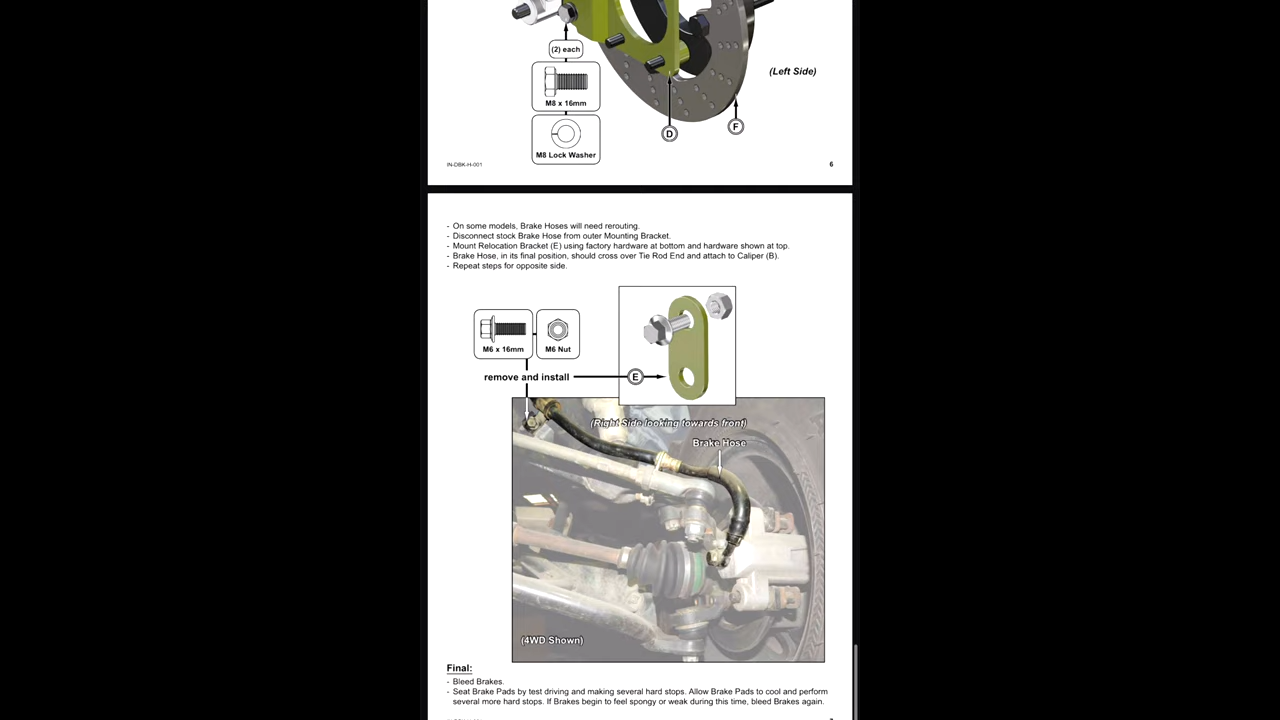 (2) each
M8 x 16mm
M8 Lock Washer
(Left Side)
D
F
IN-DBK-H-001
6
- On some models, Brake Hoses will need rerouting.
- Disconnect stock Brake Hose from outer Mounting Bracket.
- Mount Relocation Bracket (E) using factory hardware at bottom and hardware shown at top.
- Brake Hose, in its final position, should cross over Tie Rod End and attach to Caliper (B).
- Repeat steps for opposite side.
M6 x 16mm
M6 Nut
remove and install
E
(Right Side looking towards front)
Brake Hose
(4WD Shown)
Final:
- Bleed Brakes.
- Seat Brake Pads by test driving and making several hard stops. Allow Brake Pads to cool and perform
several more hard stops. If Brakes begin to feel spongy or weak during this time, bleed Brakes again.